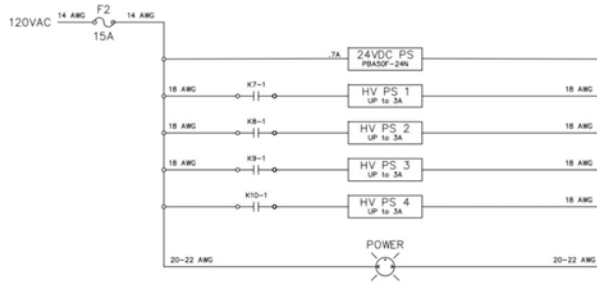 F2
120VAC 14 AWG 14 AWG
15A
.7A 24VDC PS
PBA50F-24N
18 AWG K7-1 HV PS 1 18 AWG
UP to 3A
18 AWG K8-1 HV PS 2 18 AWG
UP to 3A
18 AWG K9-1 HV PS 3 18 AWG
UP to 3A
K10-1 HV PS 4 18 AWG
UP to 3A
POWER
20-22 AWG 20-22 AWG